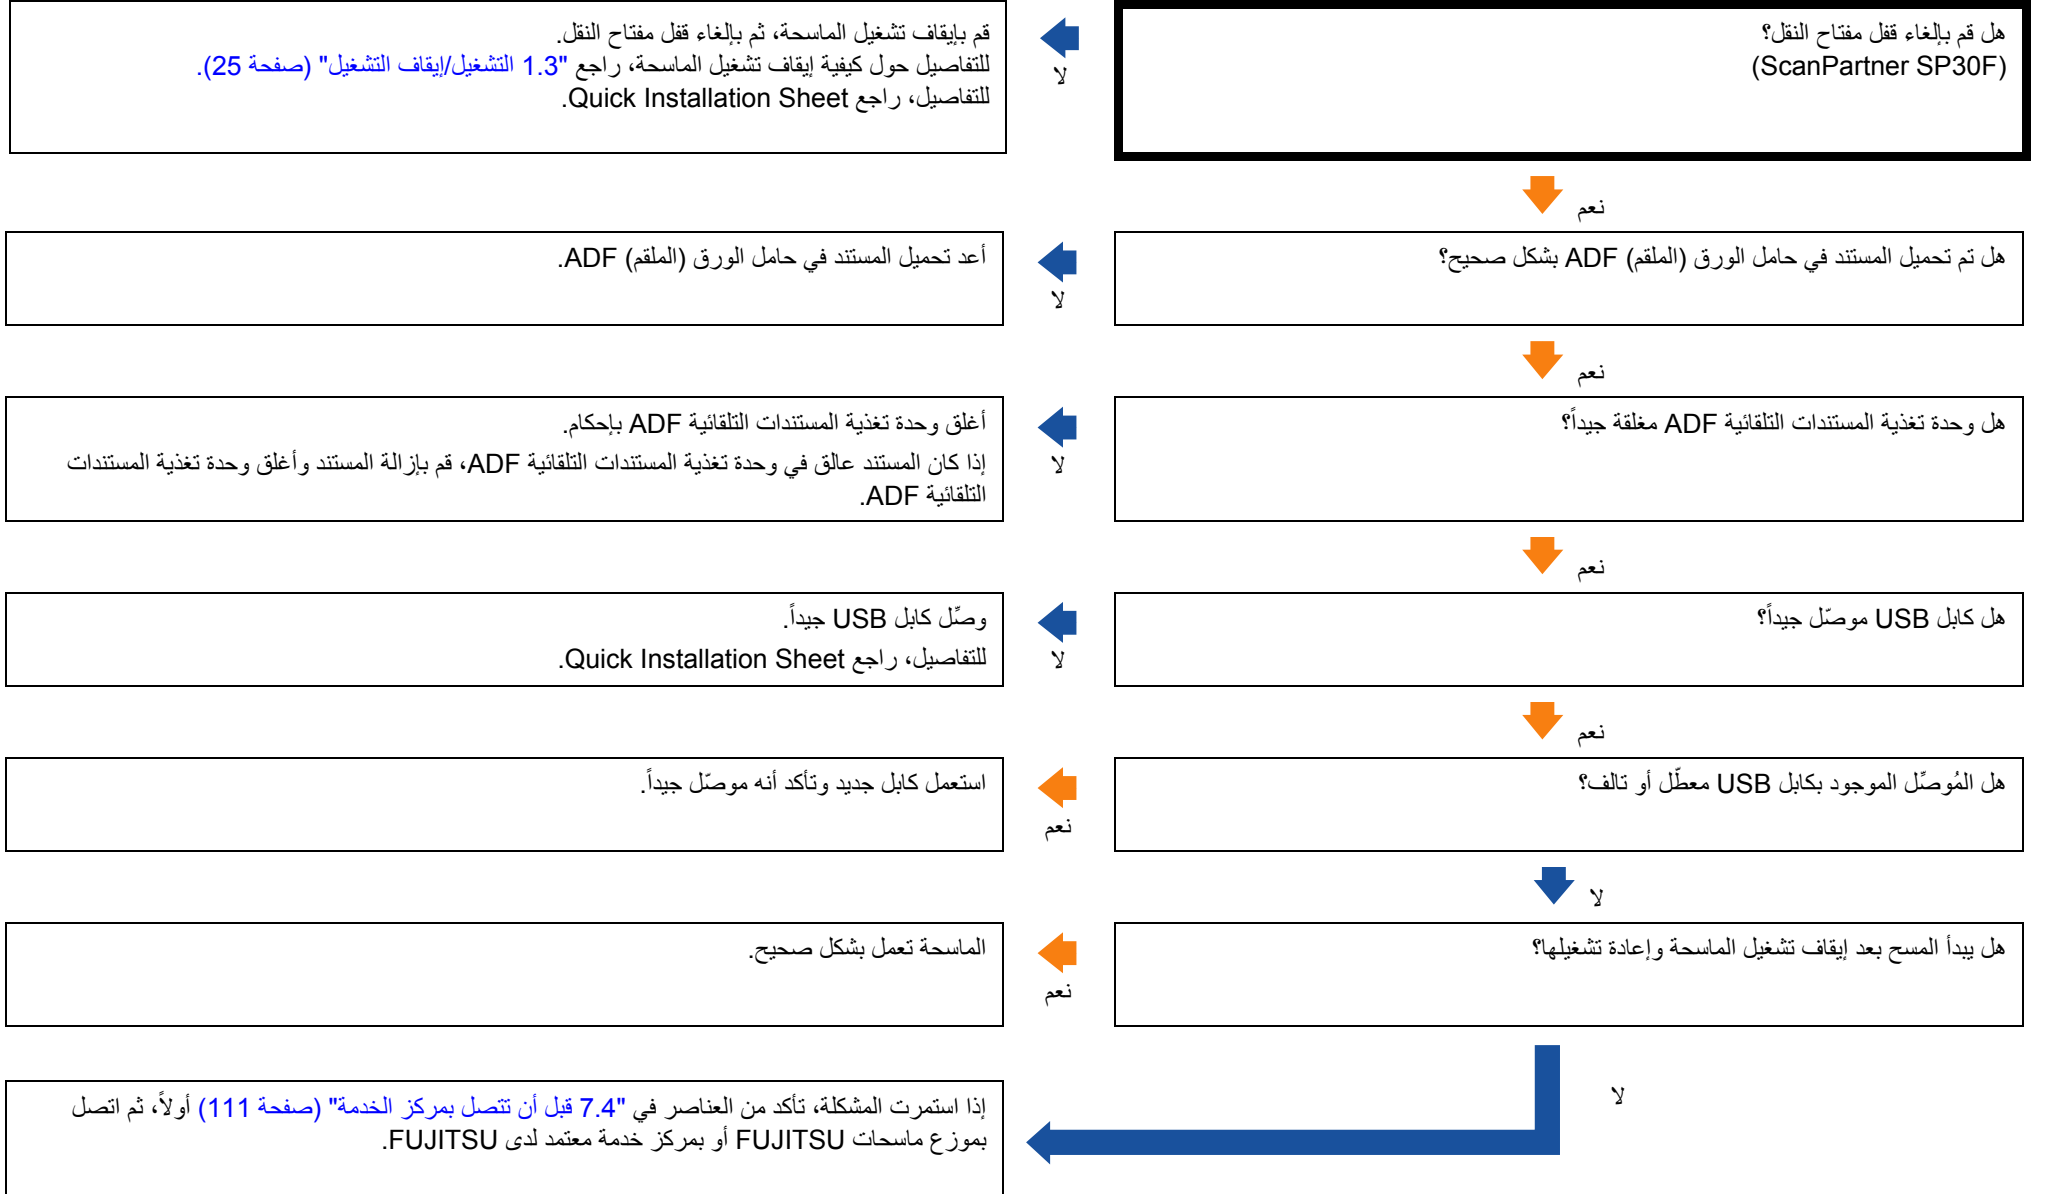 هل قم بإلغاء قفل مفتاح النقل؟
(ScanPartner SP30F)
لا
قم بإيقاف تشغيل الماسحة، ثم بإلغاء قفل مفتاح النقل.
للتفاصيل حول كيفية إيقاف تشغيل الماسحة، راجع "1.3 التشغيل/إيقاف التشغيل" (صفحة 25).
للتفاصيل، راجع Quick Installation Sheet.
نعم
هل تم تحميل المستند في حامل الورق (الملقم) ADF بشكل صحيح؟
لا
أعد تحميل المستند في حامل الورق (الملقم) ADF.
نعم
هل وحدة تغذية المستندات التلقائية ADF مغلقة جيداً؟
لا
أغلق وحدة تغذية المستندات التلقائية ADF بإحكام.
إذا كان المستند عالق في وحدة تغذية المستندات التلقائية ADF، قم بإزالة المستند وأغلق وحدة تغذية المستندات
التلقائية ADF.
نعم
هل كابل USB موصّل جيداً؟
لا
وصِّل كابل USB جيداً.
للتفاصيل، راجع Quick Installation Sheet.
نعم
هل المُوصِّل الموجود بكابل USB معطّل أو تالف؟
نعم
استعمل كابل جديد وتأكد أنه موصّل جيداً.
لا
هل يبدأ المسح بعد إيقاف تشغيل الماسحة وإعادة تشغيلها؟
نعم
الماسحة تعمل بشكل صحيح.
لا
إذا استمرت المشكلة، تأكد من العناصر في "7.4 قبل أن تتصل بمركز الخدمة" (صفحة 111) أولاً، ثم اتصل
بموزع ماسحات FUJITSU أو بمركز خدمة معتمد لدى FUJITSU.